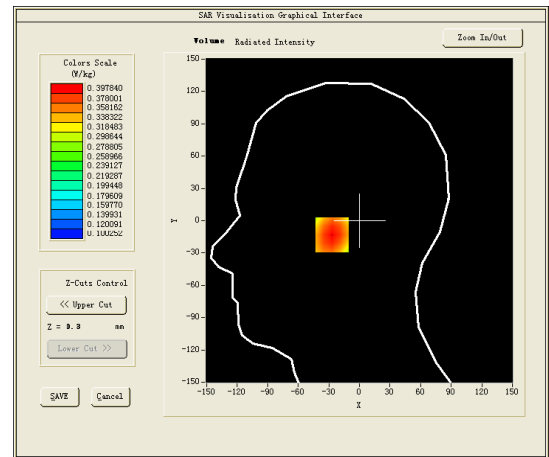 SAR Visualisation Graphical Interface
Volume Radiated Intensity
Zoom In/Out
Colors Scale
(W/kg)
0.397840
0.378001
0.358162
0.338322
0.318483
0.298644
0.278805
0.258966
0.239127
0.219287
0.199448
0.179609
0.159770
0.139931
0.120091
0.100252
Z-Cuts Control
<< Upper Cut
Z = 0.3 mm
Lower Cut >>
SAVE Cancel
150
120
90
60
30
0
-30
-60
-90
-120
-150
Y
-150 -120 -90 -60 -30 0 30 60 90 120 150
X